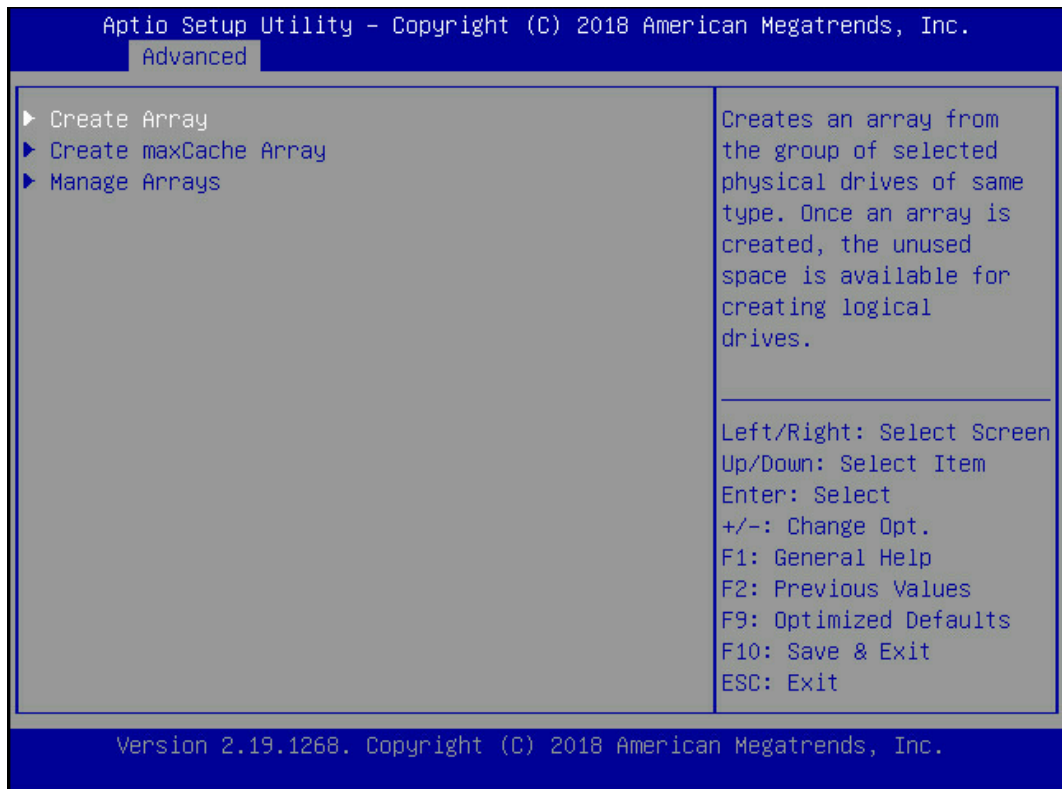 Aptio Setup Utility – Copyright (C) 2018 American Megatrends, Inc.
Advanced
Create Array
Create maxCache Array
Manage Arrays
Creates an array from
the group of selected
physical drives of same
type. Once an array is
created, the unused
space is available for
creating logical
drives.
Left/Right: Select Screen
Up/Down: Select Item
Enter: Select
+/-: Change Opt.
F1: General Help
F2: Previous Values
F9: Optimized Defaults
F10: Save & Exit
ESC: Exit
Version 2.19.1268. Copyright (C) 2018 American Megatrends, Inc.